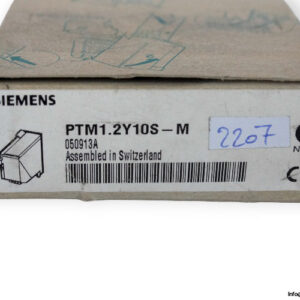 SIEMENS
PTM1.2Y10S-M
050913A
Assembled in Switzerland
2207
N
C